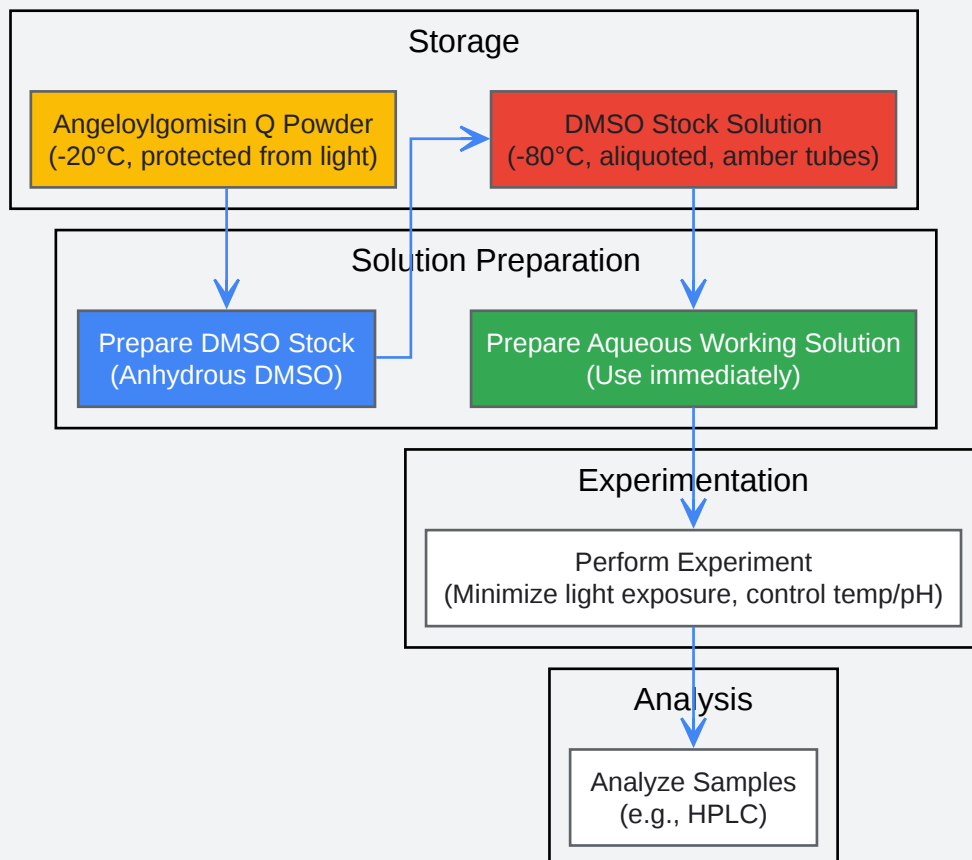 Storage
Angeloylgomisin Q Powder
(-20°C, protected from light)
DMSO Stock Solution
(-80°C, aliquoted, amber tubes)
Solution Preparation
Prepare DMSO Stock
(Anhydrous DMSO)
Prepare Aqueous Working Solution
(Use immediately)
Experimentation
Perform Experiment
(Minimize light exposure, control temp/pH)
Analysis
Analyze Samples
(e.g., HPLC)